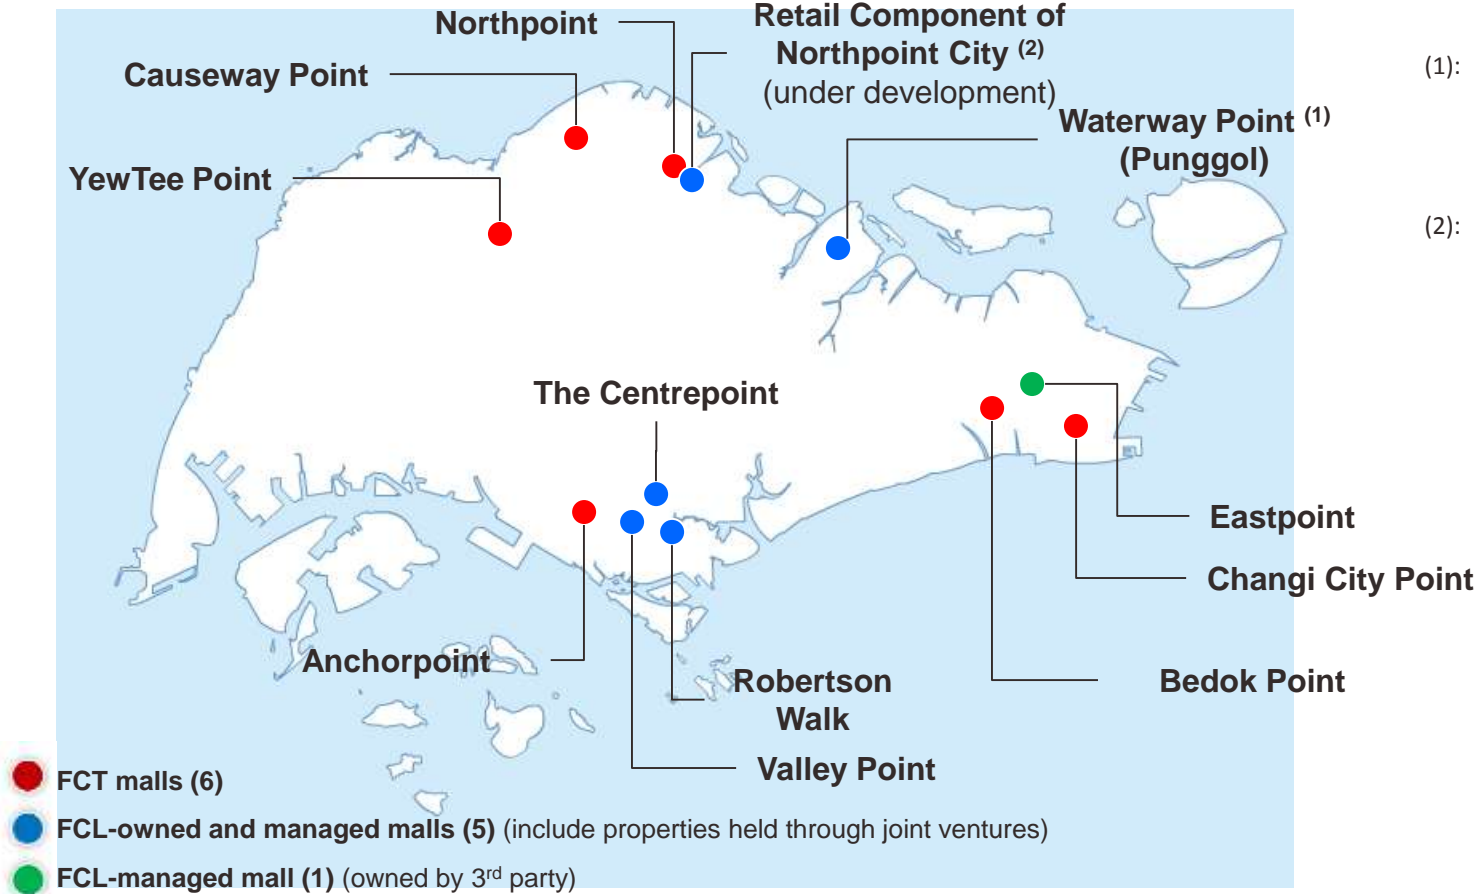 Northpoint
Retail Component of
Northpoint City (2)
(under development)
(1):
Causeway Point
Waterway Point (1)
(Punggol)
YewTee Point
(2):
The Centrepoint
Eastpoint
Changi City Point
Anchorpoint
Robertson
Walk
Bedok Point
Valley Point
FCT malls (6)
FCL-owned and managed malls (5) (include properties held through joint ventures)
FCL-managed mall (1) (owned by 3rd party)